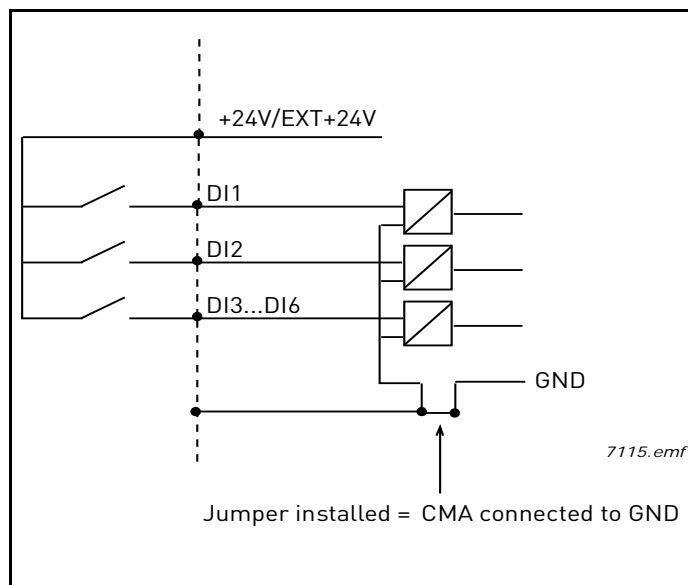 +24V/EXT+24V
DI1
DI2
DI3...DI6
GND
7115.emf
Jumper installed = CMA connected to GND